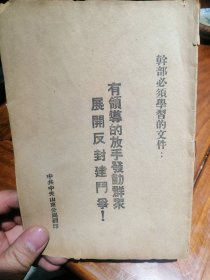 幹部必須學習的文件：
有領導的放手發動群衆
展開反封建鬥爭！
中共中央山東分局翻印